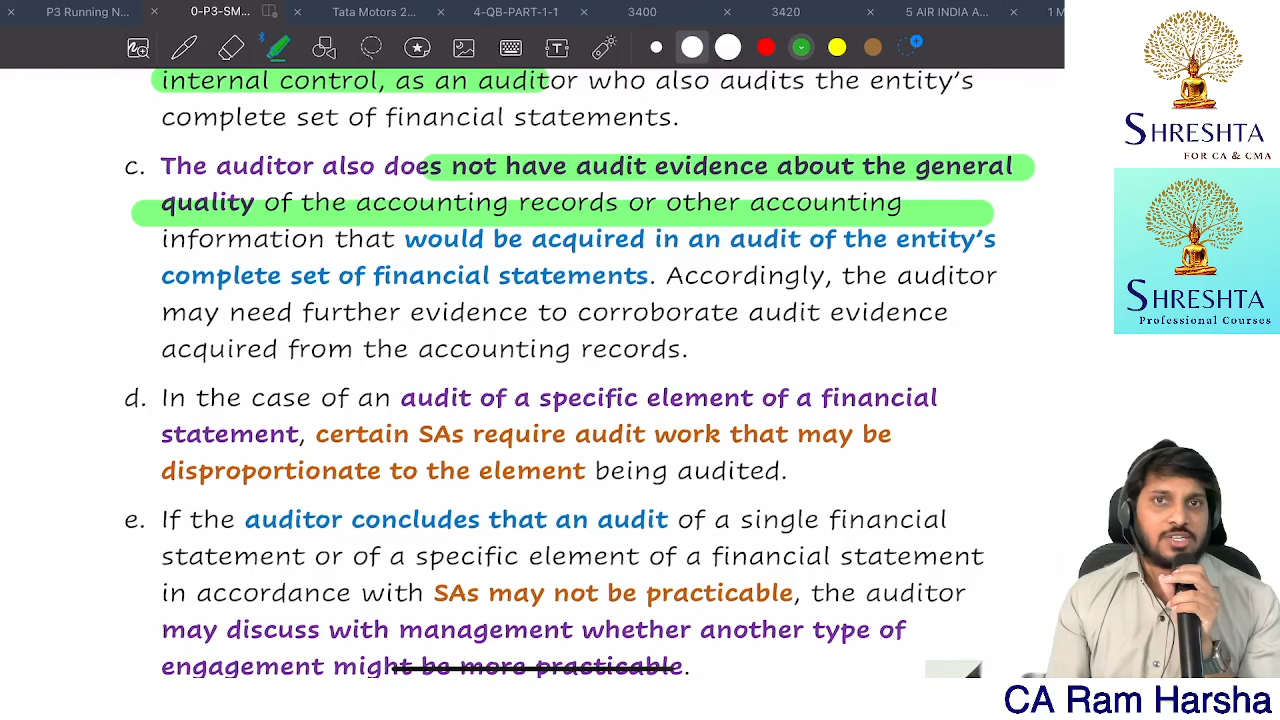 P3 Running N...
0-P3-SM...
Tata Motors 2...
4-QB-PART-1-1
3400
3420
5 AIR INDIA A...
1 M
internal control, as an auditor who also audits the entity's
complete set of financial statements.
c. The auditor also does not have audit evidence about the general
quality of the accounting records or other accounting
information that would be acquired in an audit of the entity's
complete set of financial statements. Accordingly, the auditor
may need further evidence to corroborate audit evidence
acquired from the accounting records.
d. In the case of an audit of a specific element of a financial
statement, certain SAs require audit work that may be
disproportionate to the element being audited.
e. If the auditor concludes that an audit of a single financial
statement or of a specific element of a financial statement
in accordance with SAs may not be practicable, the auditor
may discuss with management whether another type of
engagement might be more practicable.
SHRESHTA
FOR CA & CMA
SHRESHTA
Professional Courses
CA Ram Harsha